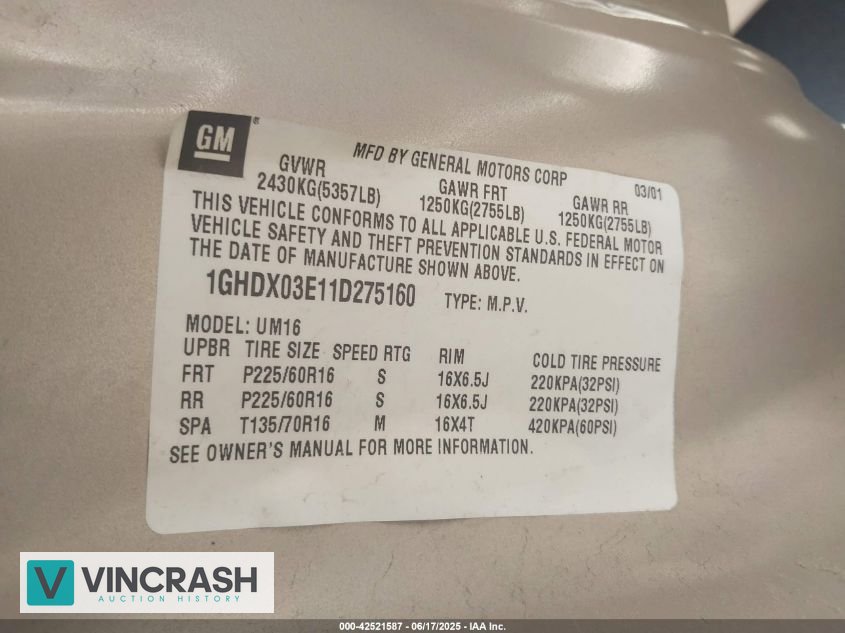 GM
®
MFD BY GENERAL MOTORS CORP 03/01
GVWR GAWR FRT GAWR RR
2430KG(5357LB) 1250KG(2755LB) 1250KG(2755LB)
THIS VEHICLE CONFORMS TO ALL APPLICABLE U.S. FEDERAL MOTOR
VEHICLE SAFETY AND THEFT PREVENTION STANDARDS IN EFFECT ON
THE DATE OF MANUFACTURE SHOWN ABOVE.
1GHDX03E11D275160 TYPE: M.P.V.
MODEL: UM16
UPBR TIRE SIZE SPEED RTG RIM COLD TIRE PRESSURE
FRT P225/60R16 S 16X6.5J 220KPA(32PSI)
RR P225/60R16 S 16X6.5J 220KPA(32PSI)
SPA T135/70R16 M 16X4T 420KPA(60PSI)
SEE OWNER'S MANUAL FOR MORE INFORMATION.
V VINCRASH
AUCTION HISTORY
000-42521587 - 06/17/2025 - IAA Inc.